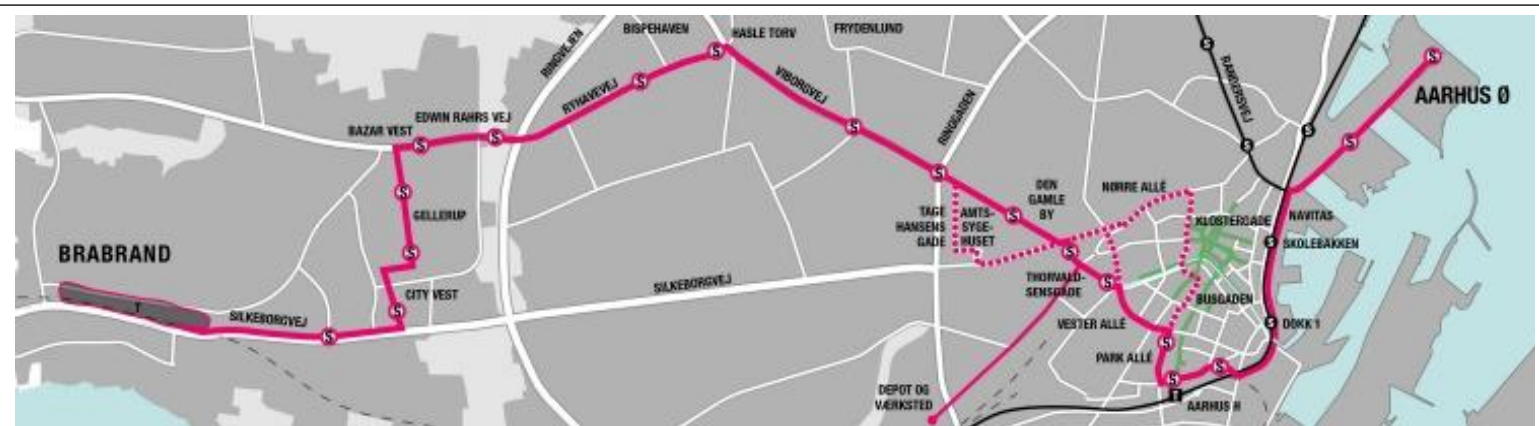 BISPEHAVEN
RINGVEJEN
HASLE TORV
FRYDENLUND
RANDERSVEJ
S
S
S
S
AARHUS Ø
RYHAVEVEJ
VIBORGVEJ
S
RINGGADEN
S
S
BAZAR VEST
EDWIN RAHRS VEJ
S
S
S
S
S
GELLERUP
S
S
TAGE
HANSENS
GADE
AMTS-
SYGE-
HUSET
S
DEN
GAMLE
BY
NØRRE ALLÉ
KLOSTERGADE
NAVITAS
S
SKOLEBAKKEN
BRABRAND
T
SILKEBORGVEJ
S
CITY VEST
S
SILKEBORGVEJ
S
THORVALD-
SENSGADE
S
BUSGADEN
VESTER ALLÉ
S
DOKK 1
PARK ALLÉ
S
S
S
DEPOT OG
VÆRKSTED
T
AARHUS H